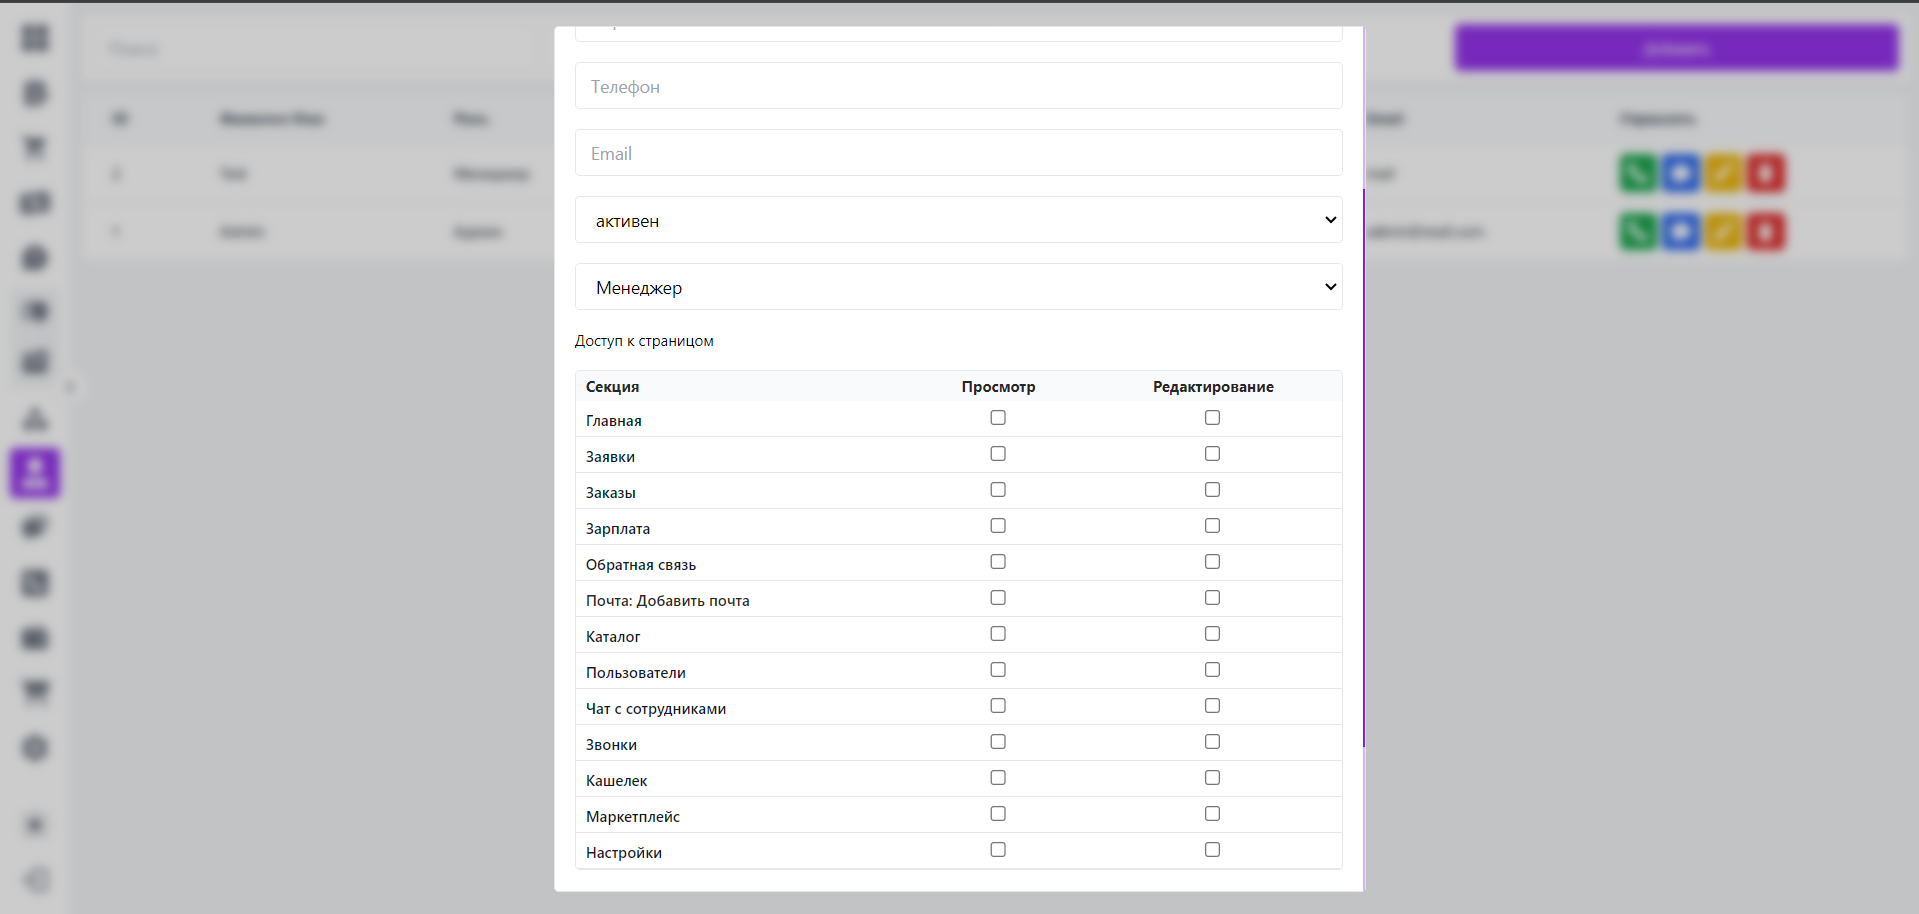 Телефон
Email
активен
Менеджер
Доступ к страницом
Секция Просмотр Редактирование
Главная
Заявки
Заказы
Зарплата
Обратная связь
Почта: Добавить почта
Каталог
Пользователи
Чат с сотрудниками
Звонки
Кашелек
Маркетплейс
Настройки